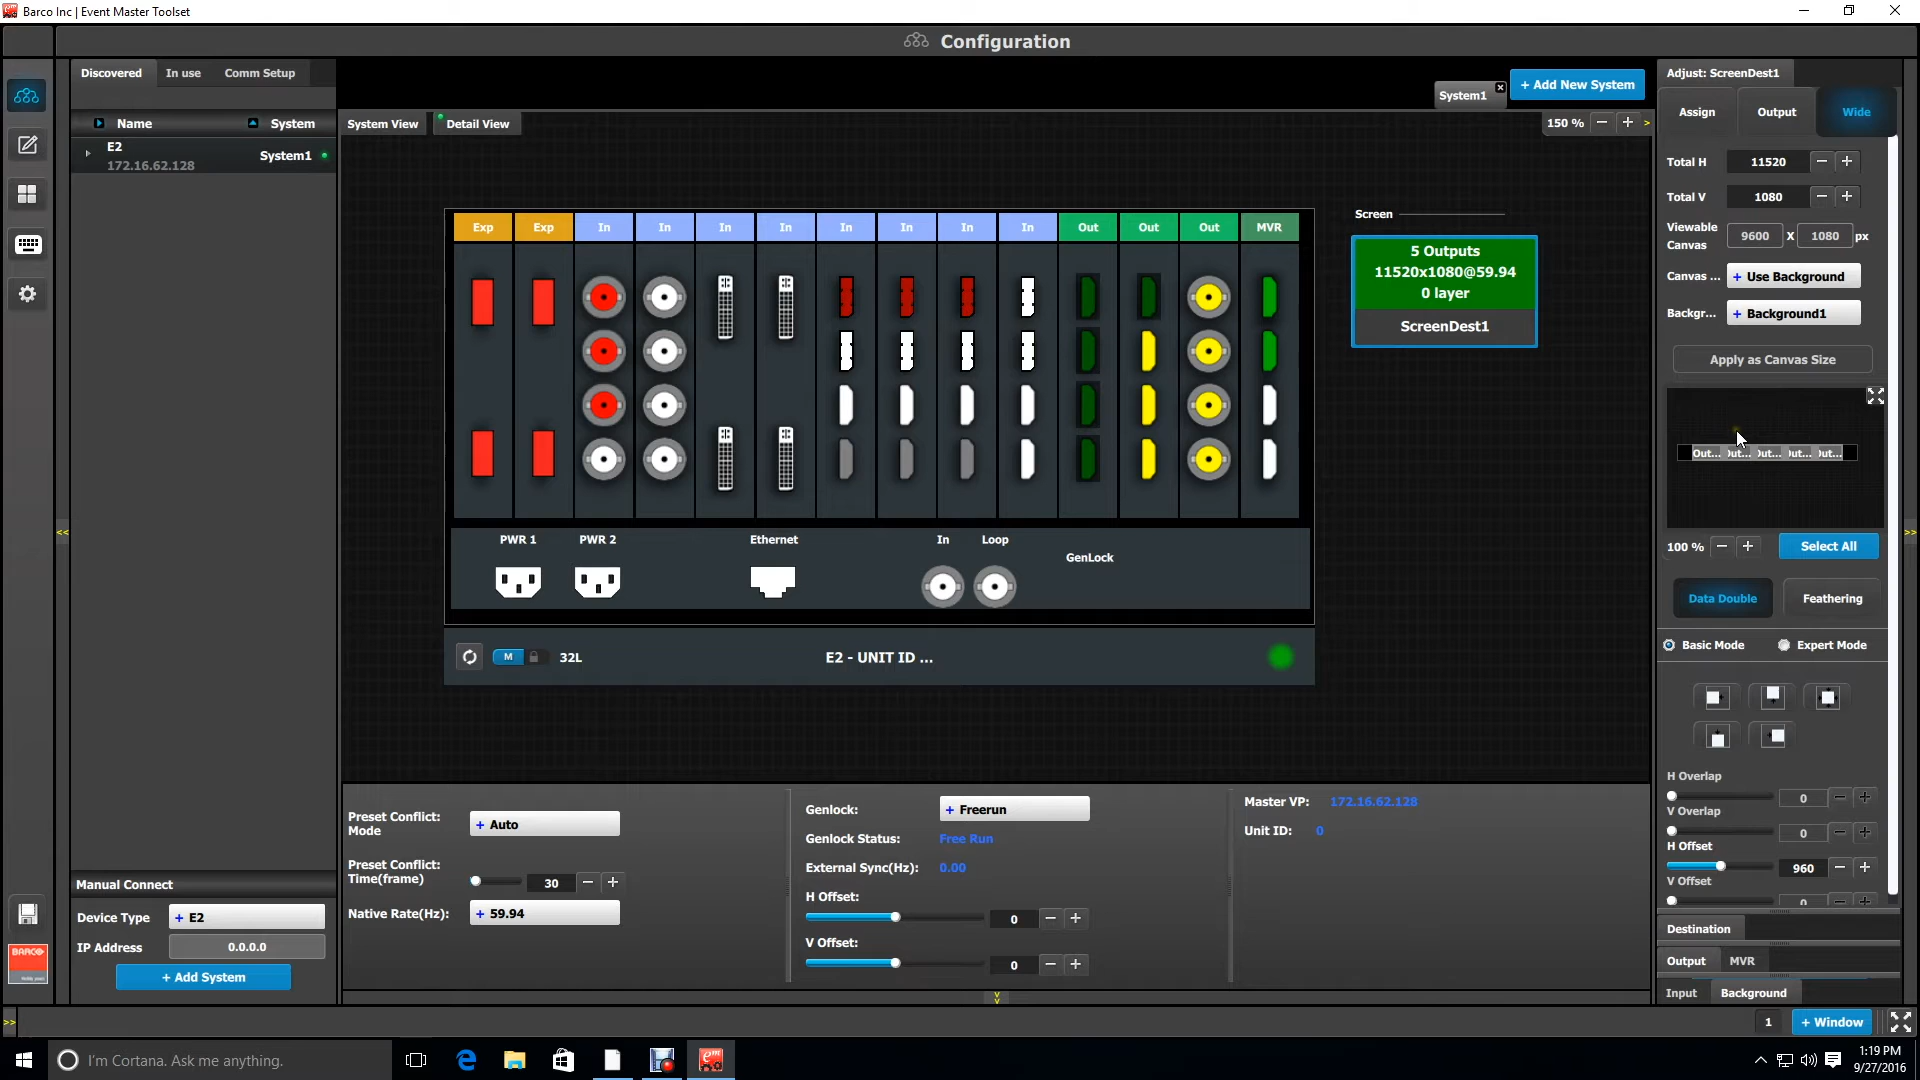 Barco Inc | Event Master Toolset
Configuration
Discovered
In use
Comm Setup
Name
System
E2
172.16.62.128
System1
System1
+ Add New System
System View
Detail View
150 %
Exp
Exp
In
In
In
In
In
In
In
In
Out
Out
Out
MVR
PWR 1
PWR 2
Ethernet
In
Loop
GenLock
M
32L
E2 - UNIT ID ...
Screen
5 Outputs
11520x1080@59.94
0 layer
ScreenDest1
Preset Conflict:
Mode
+ Auto
Preset Conflict:
Time(frame)
30
Native Rate(Hz):
+ 59.94
Genlock:
+ Freerun
Genlock Status:
Free Run
External Sync(Hz):
0.00
H Offset:
0
V Offset:
0
Master VP:
172.16.62.128
Unit ID:
0
Manual Connect
Device Type
+ E2
IP Address
0.0.0.0
+ Add System
BARCO
Adjust: ScreenDest1
Assign
Output
Wide
Total H
11520
Total V
1080
Viewable
Canvas
9600
X
1080
px
Canvas ...
+ Use Background
Backgr...
+ Background1
Apply as Canvas Size
Out...
Out...
Out...
Out...
Out...
100 %
Select All
Data Double
Feathering
Basic Mode
Expert Mode
H Overlap
0
V Overlap
0
H Offset
960
V Offset
0
Destination
Output
MVR
Input
Background
1
+ Window
I'm Cortana. Ask me anything.
1:19 PM
9/27/2016